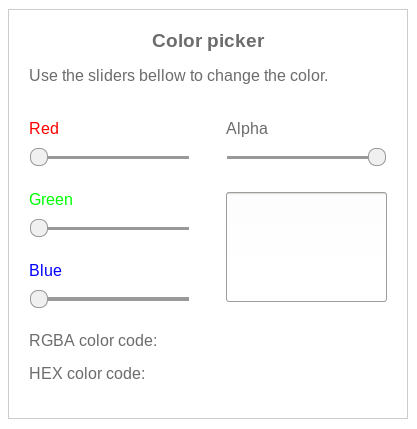 Color picker
Use the sliders bellow to change the color.
Red
Alpha
Green
Blue
RGBA color code:
HEX color code: